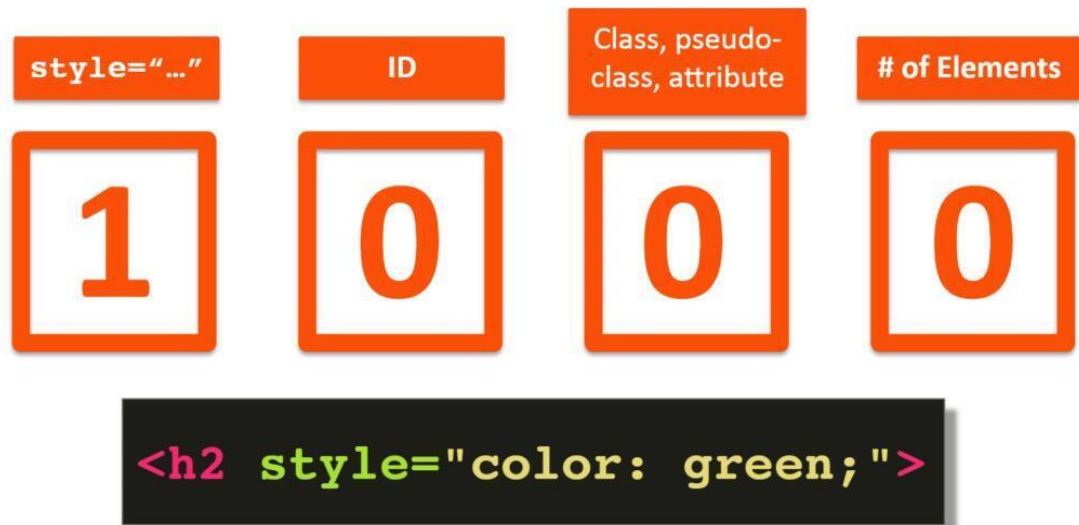 style="…"
ID
Class, pseudo-
class, attribute
# of Elements
1
0
0
0
<h2 style="color: green;">